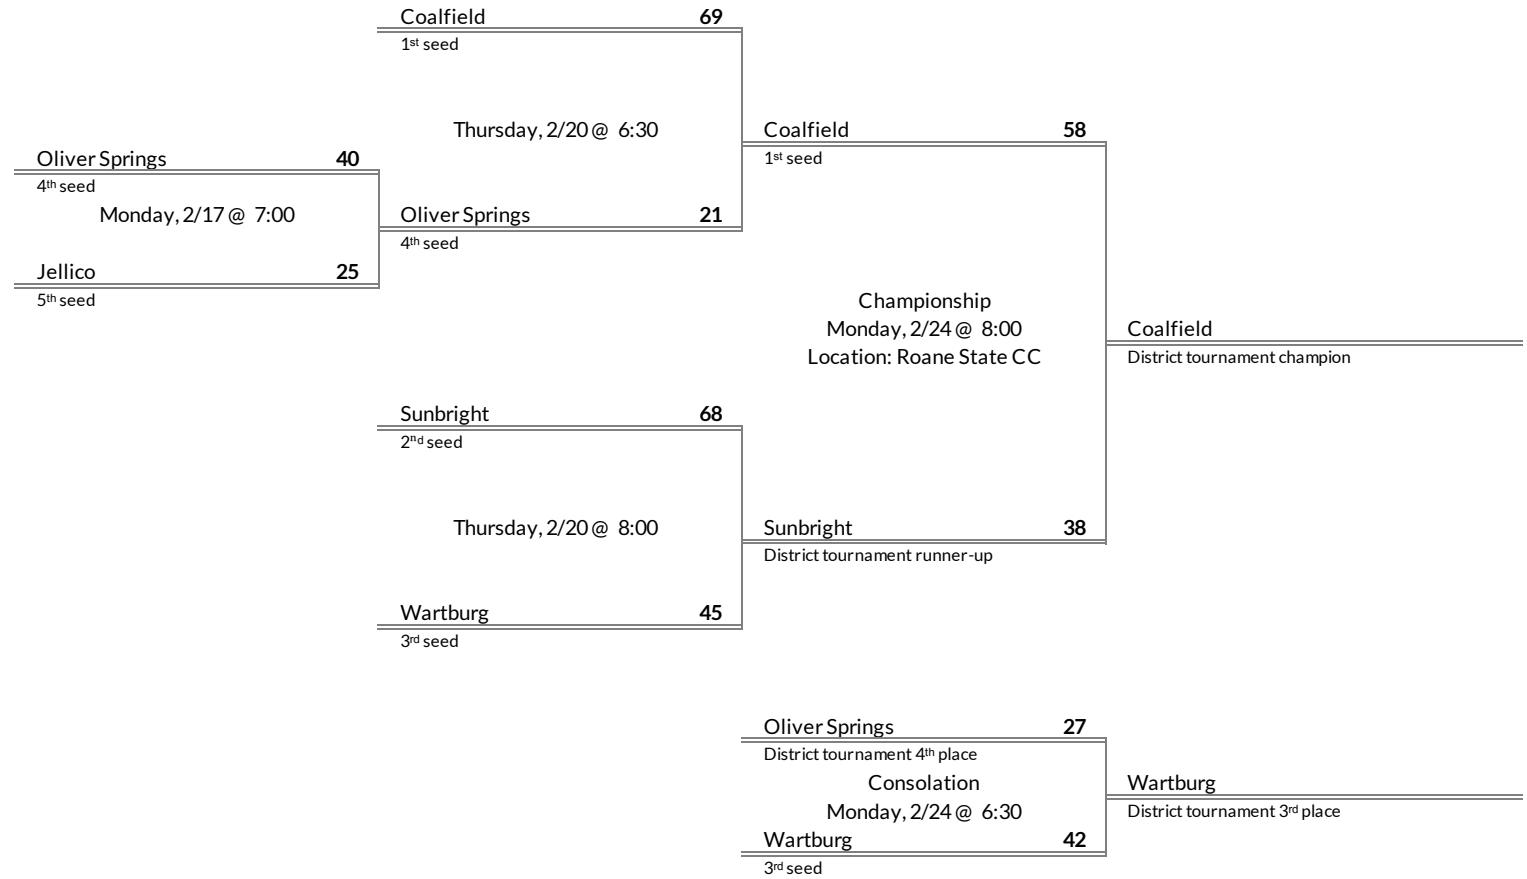 Coalfield 69
1st seed
Thursday, 2/20 @ 6:30
Coalfield 58
1st seed
Oliver Springs 40
4th seed
Monday, 2/17 @ 7:00
Oliver Springs 21
4th seed
Jellico 25
5th seed
Championship
Monday, 2/24 @ 8:00
Location: Roane State CC
Coalfield
District tournament champion
Sunbright 68
2nd seed
Thursday, 2/20 @ 8:00
Sunbright 38
District tournament runner-up
Wartburg 45
3rd seed
Oliver Springs 27
District tournament 4th place
Consolation
Monday, 2/24 @ 6:30
Wartburg
District tournament 3rd place
Wartburg 42
3rd seed